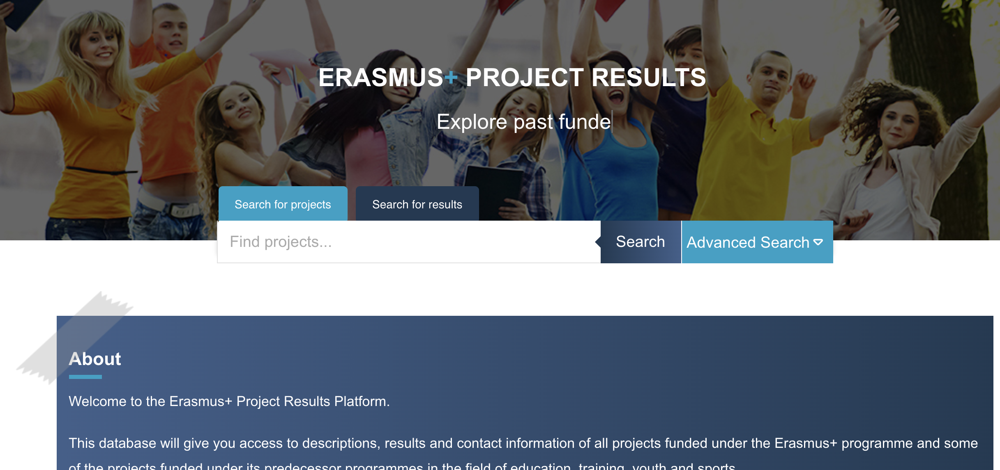 ERASMUS+ PROJECT RESULTS
Explore past funde
Search for projects
Search for results
Find projects...
Search
Advanced Search
About
Welcome to the Erasmus+ Project Results Platform.
This database will give you access to descriptions, results and contact information of all projects funded under the Erasmus+ programme and some
of the projects funded under its predecessor programmes in the field of education, training, youth and sports.